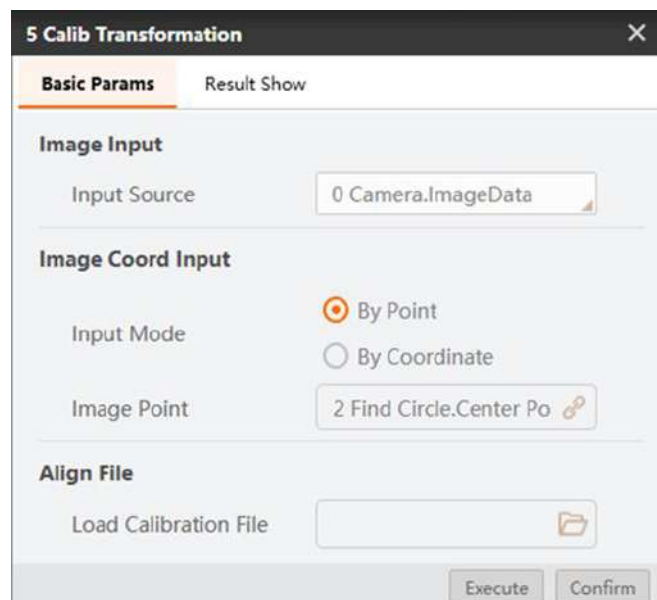 5 Calib Transformation
Basic Params Result Show
Image Input
Input Source 0 Camera.ImageData
Image Coord Input
Input Mode
By Point
By Coordinate
Image Point 2 Find Circle.Center Po
Align File
Load Calibration File
Execute Confirm